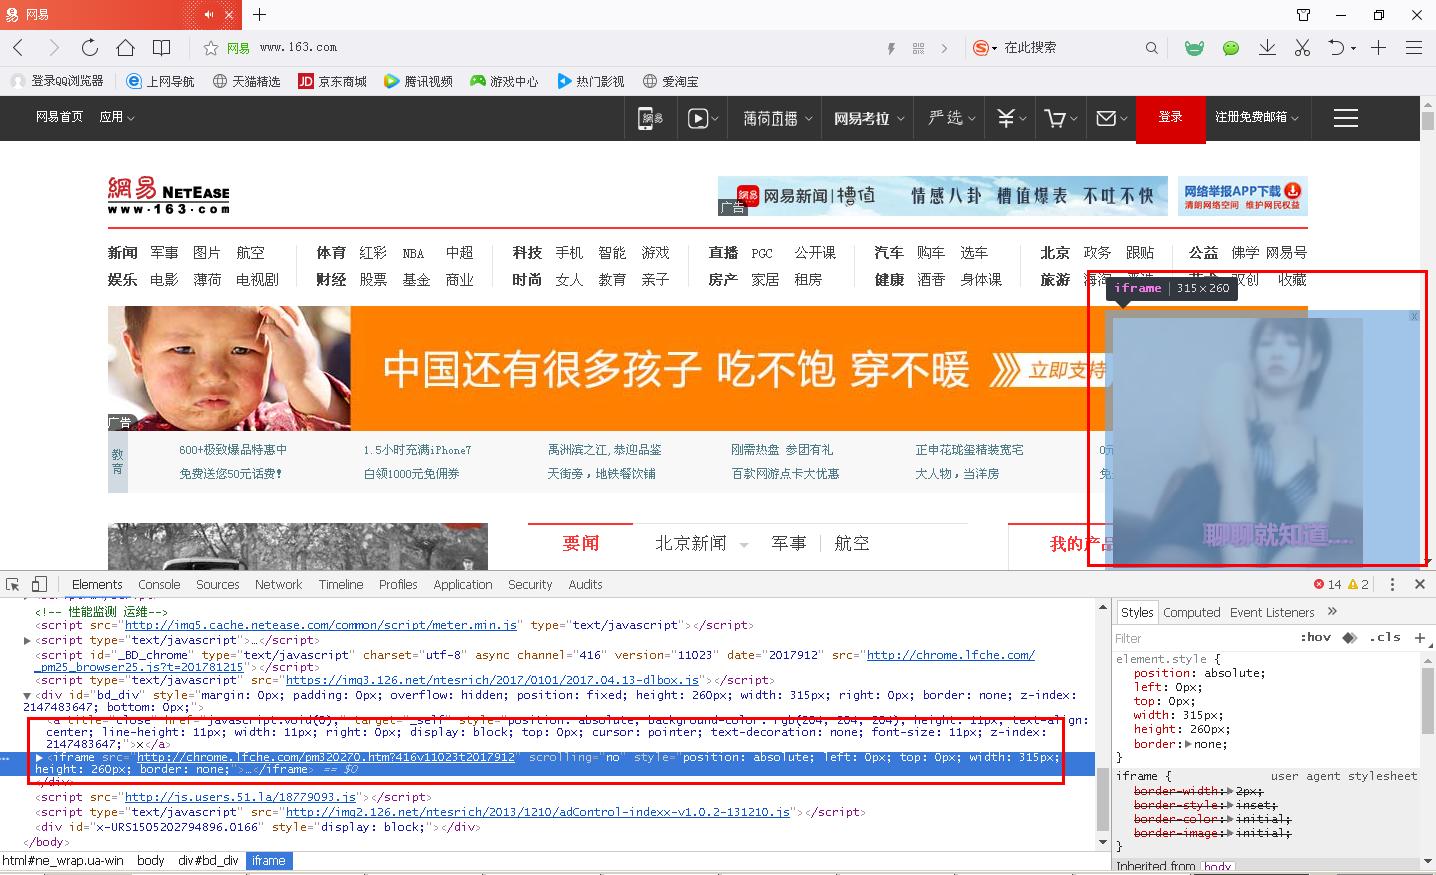 网易
网易 www.163.com
在此搜索
登录QQ浏览器 上网导航 天猫精选 JD 京东商城 腾讯视频 游戏中心 热门影视 爱淘宝
网易首页 应用 網易 薄荷直播 网易考拉 严选 登录 注册免费邮箱
網易 NETEASE
www.163.com
广告 网易新闻 | 槽值 情感八卦 槽值爆表 不吐不快
网络举报APP下载
清朗网络空间 维护网民权益
新闻 军事 图片 航空 体育 红彩 NBA 中超 科技 手机 智能 游戏 直播 PGC 公开课 汽车 购车 选车 北京 政务 跟贴 公益 佛学 网易号
娱乐 电影 薄荷 电视剧 财经 股票 基金 商业 时尚 女人 教育 亲子 房产 家居 租房 健康 酒香 身体课 旅游 海淘 收藏
iframe | 315×260
x
中国还有很多孩子 吃不饱 穿不暖 立即支持
广告
聊聊就知道....
教育
600+极致爆品特惠中 1.5小时充满iPhone7 禹洲滨之江,恭迎品鉴 刚需热盘 参团有礼 正申花珑玺精装宽宅
免费送您50元话费! 白领1000元免佣券 天街旁，地铁餐饮铺 百款网游点卡大优惠 大人物，当洋房
要闻 北京新闻 军事 航空 我的产品
Elements Console Sources Network Timeline Profiles Application Security Audits 14 2
<!-- 性能监测 运维-->
<script src="http://img5.cache.netease.com/common/script/meter.min.js" type="text/javascript"></script>
<script type="text/javascript">…</script>
<script id="_BD_chrome" type="text/javascript" charset="utf-8" async channel="416" version="11023" date="2017912" src="http://chrome.lfche.com/
_pm25_browser25.js?t=201781215"></script>
<script type="text/javascript" src="https://img3.126.net/ntesrich/2017/0101/2017.04.13-dlbox.js"></script>
<div id="bd_div" style="margin: 0px; padding: 0px; overflow: hidden; position: fixed; height: 260px; width: 315px; right: 0px; border: none; z-index:
2147483647; bottom: 0px;">
<a title="close" href="javascript:void(0);" target="_self" style="position: absolute; background-color: rgb(204, 204, 204); height: 11px; text-align:
center; line-height: 11px; width: 11px; right: 0px; display: block; top: 0px; cursor: pointer; text-decoration: none; font-size: 11px; z-index:
2147483647;">x</a>
<iframe src="http://chrome.lfche.com/pm320270.htm?416v11023t2017912" scrolling="no" style="position: absolute; left: 0px; top: 0px; width: 315px;
height: 260px; border: none;">…</iframe> == $0
</div>
<script src="http://js.users.51.la/18779093.js"></script>
<script type="text/javascript" src="http://img2.126.net/ntesrich/2013/1210/adControl-indexx-v1.0.2-131210.js"></script>
<div id="x-URS1505202794896.0166" style="display: block;"></div>
</body>
html#ne_wrap.ua-win body div#bd_div iframe
Styles Computed Event Listeners »
Filter :hov .cls +
element.style {
position: absolute;
left: 0px;
top: 0px;
width: 315px;
height: 260px;
border: none;
}
iframe { user agent stylesheet
border-width: 2px;
border-style: inset;
border-color: initial;
border-image: initial;
}
Inherited from body